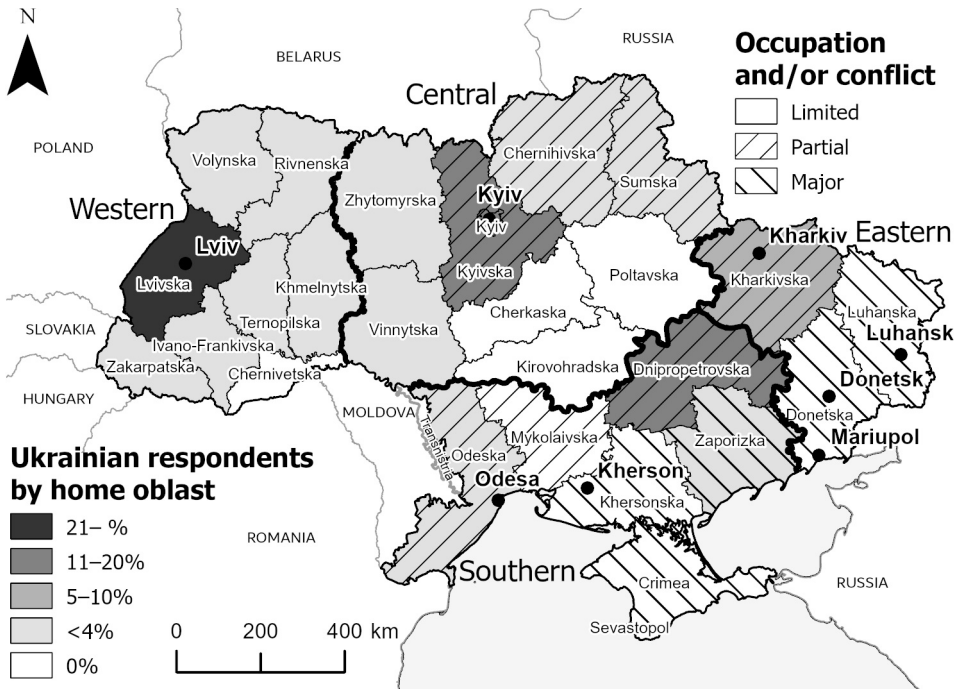 N
RUSSIA
BELARUS
Occupation
and/or conflict
Limited
Partial
Major
Central
POLAND
Volynska
Rivnenska
Chernihivska
Sumska
Zhytomyrska
Kyiv
Kyiv
Western
Lviv
Lvivska
Kharkiv
Eastern
Kyivska
Poltavska
Kharkivska
Khmelnytska
Cherkaska
Luhanska
Ternopilska
Vinnytska
Luhansk
SLOVAKIA
Ivano-Frankivska
Zakarpatska
Chernivetska
Kirovohradska
Dnipropetrovska
Donetsk
HUNGARY
MOLDOVA
Donetska
Transnistria
Mykolaivska
Zaporizka
Mariupol
Odeska
Odesa
Kherson
Khersonska
Ukrainian respondents
by home oblast
21– %
11–20%
5–10%
<4%
0%
ROMANIA
Southern
Crimea
RUSSIA
Sevastopol
0
200
400 km